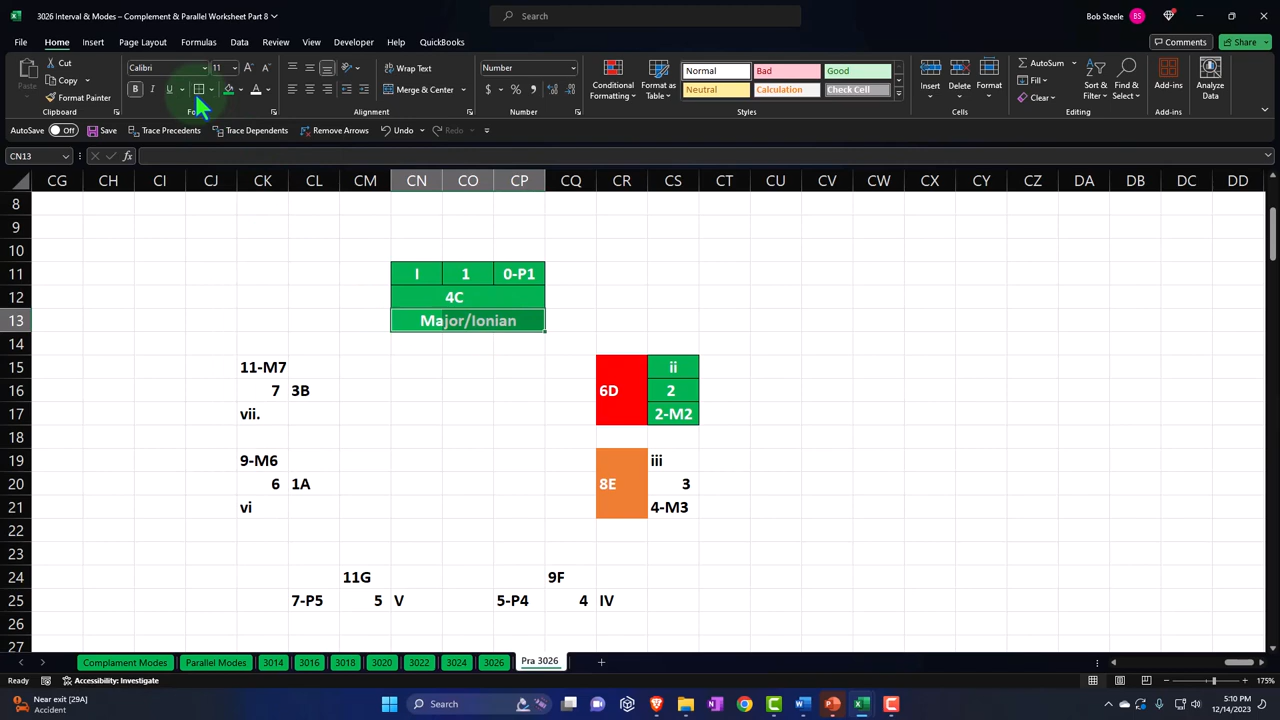 3026 Interval & Modes – Complement & Parallel Worksheet Part 8
Search
Bob Steele
BS
File Home Insert Page Layout Formulas Data Review View Developer Help QuickBooks
Comments Share
Cut
Copy
Paste
Format Painter
Calibri 11
Wrap Text
Merge & Center
Number
Conditional Formatting
Format as Table
Normal Bad Good
Neutral Calculation Check Cell
Insert Delete Format
AutoSum
Fill
Clear
Sort & Filter
Find & Select
Add-ins
Analyze Data
Clipboard Font Alignment Number Styles Cells Editing Add-ins
AutoSave Off Save Trace Precedents Trace Dependents Remove Arrows Undo Redo
CN13 fx
CG CH CI CJ CK CL CM CN CO CP CQ CR CS CT CU CV CW CX CY CZ DA DB DC DD
8
9
10
11 I 1 0-P1
12 4C
13 Major/Ionian
14
15 11-M7 ii
16 7 3B 6D 2
17 vii. 2-M2
18
19 9-M6 iii
20 6 1A 8E 3
21 vi 4-M3
22
23
24 11G 9F
25 7-P5 5 V 5-P4 4 IV
26
27
Complament Modes Parallel Modes 3014 3016 3018 3020 3022 3024 3026 Pra 3026
Ready Accessibility: Investigate 175%
Near exit (29A)
Accident
Search
5:10 PM
12/14/2023